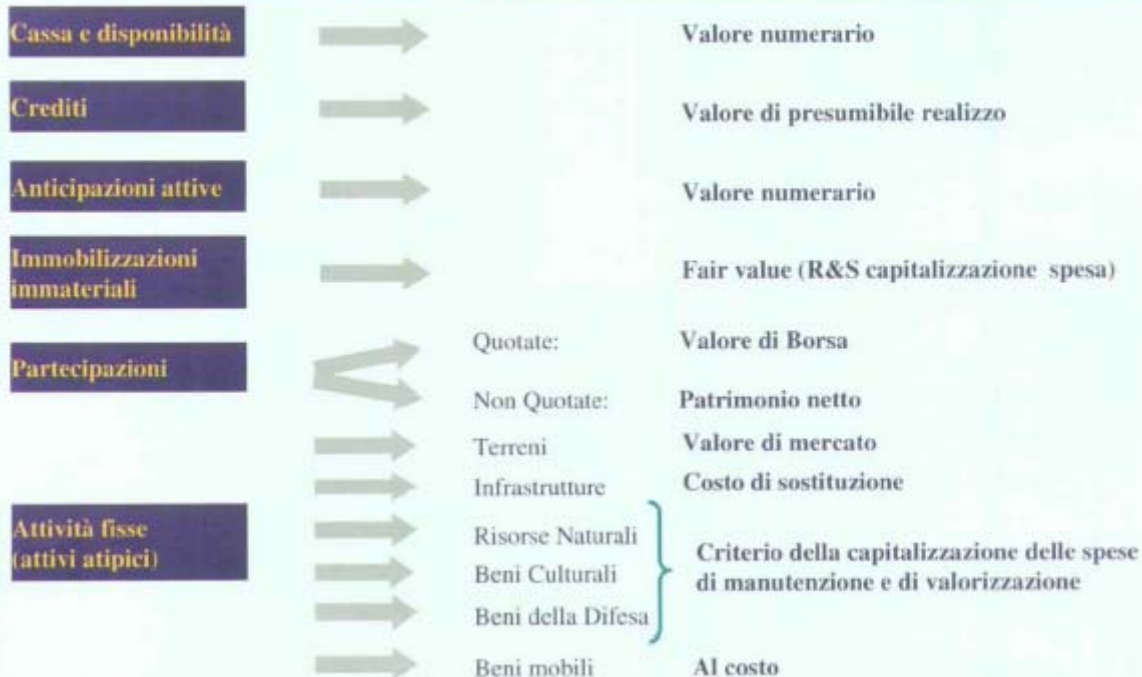 Cassa e disponibilità
Valore numerario
Crediti
Valore di presumibile realizzo
Anticipazioni attive
Valore numerario
Immobilizzazioni
immateriali
Fair value (R&S capitalizzazione spesa)
Partecipazioni
Quotate:
Valore di Borsa
Non Quotate:
Patrimonio netto
Attività fisse
(attivi atipici)
Terreni
Valore di mercato
Infrastrutture
Costo di sostituzione
Risorse Naturali
Beni Culturali
Beni della Difesa
Criterio della capitalizzazione delle spese
di manutenzione e di valorizzazione
Beni mobili
Al costo